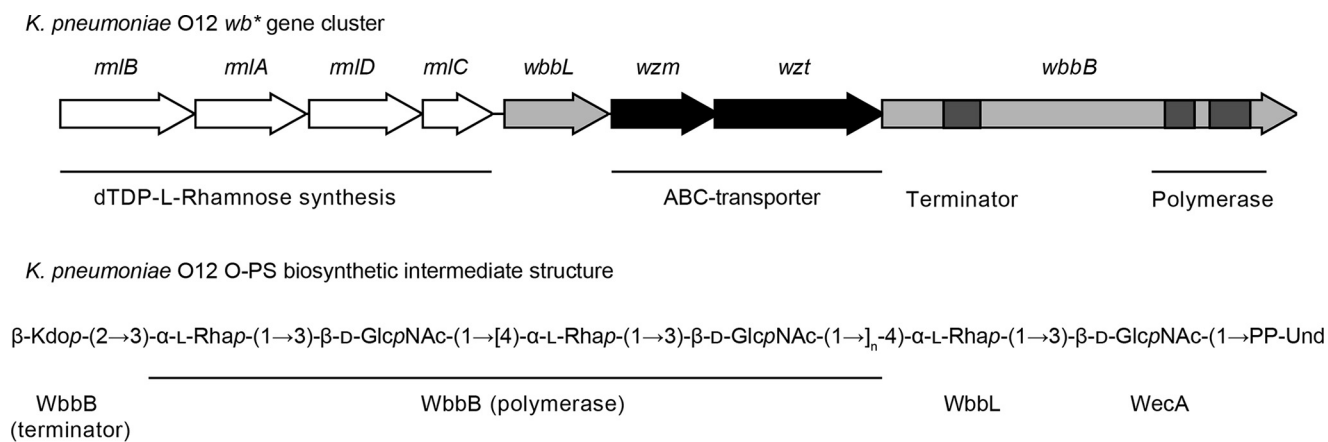 K. pneumoniae O12 wb* gene cluster
rmlB rmlA rmlD rmlC wbbL wzm wzt wbbB
dTDP-L-Rhamnose synthesis ABC-transporter Terminator Polymerase
K. pneumoniae O12 O-PS biosynthetic intermediate structure
β-Kdop-(2→3)-α-ʟ-Rhap-(1→3)-β-ᴅ-GlcpNAc-(1→[4)-α-ʟ-Rhap-(1→3)-β-ᴅ-GlcpNAc-(1→]n-4)-α-ʟ-Rhap-(1→3)-β-ᴅ-GlcpNAc-(1→PP-Und
WbbB WbbB (polymerase) WbbL WecA
(terminator)